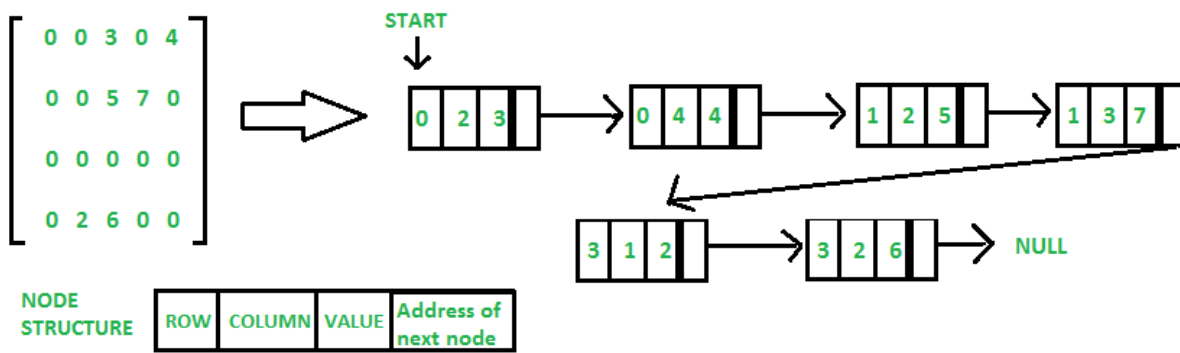 START
0 0 3 0 4
0 0 5 7 0
0 0 0 0 0
0 2 6 0 0
0 2 3
0 4 4
1 2 5
1 3 7
3 1 2
3 2 6
NULL
NODE
STRUCTURE
ROW
COLUMN
VALUE
Address of
next node